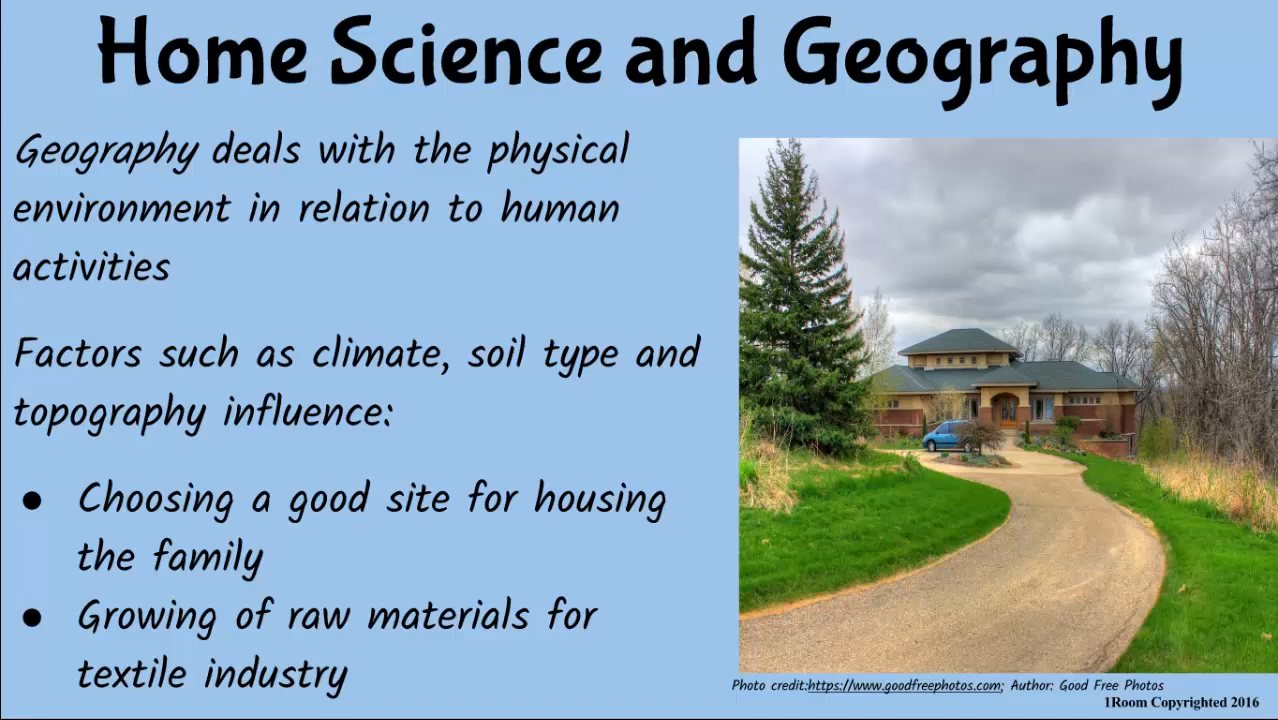 Home Science and Geography
Geography deals with the physical
environment in relation to human
activities
Factors such as climate, soil type and
topography influence:
● Choosing a good site for housing
the family
● Growing of raw materials for
textile industry
Photo credit:https://www.goodfreephotos.com; Author: Good Free Photos
1Room Copyrighted 2016